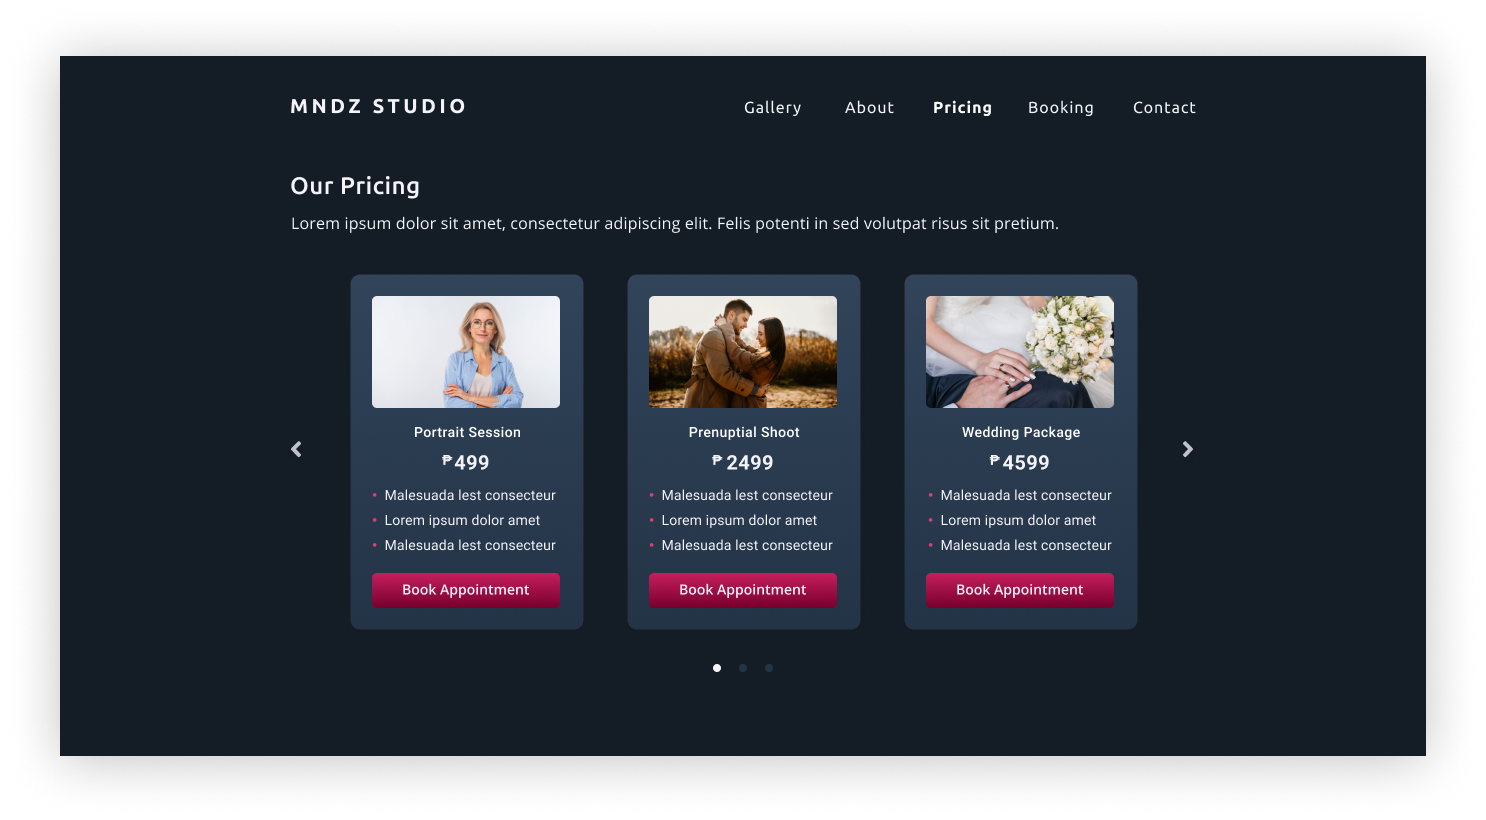 MNDZ STUDIO
Gallery About Pricing Booking Contact
Our Pricing
Lorem ipsum dolor sit amet, consectetur adipiscing elit. Felis potenti in sed volutpat risus sit pretium.
Portrait Session
₱499
• Malesuada lest consecteur
• Lorem ipsum dolor amet
• Malesuada lest consecteur
Book Appointment
Prenuptial Shoot
₱2499
• Malesuada lest consecteur
• Lorem ipsum dolor amet
• Malesuada lest consecteur
Book Appointment
Wedding Package
₱4599
• Malesuada lest consecteur
• Lorem ipsum dolor amet
• Malesuada lest consecteur
Book Appointment